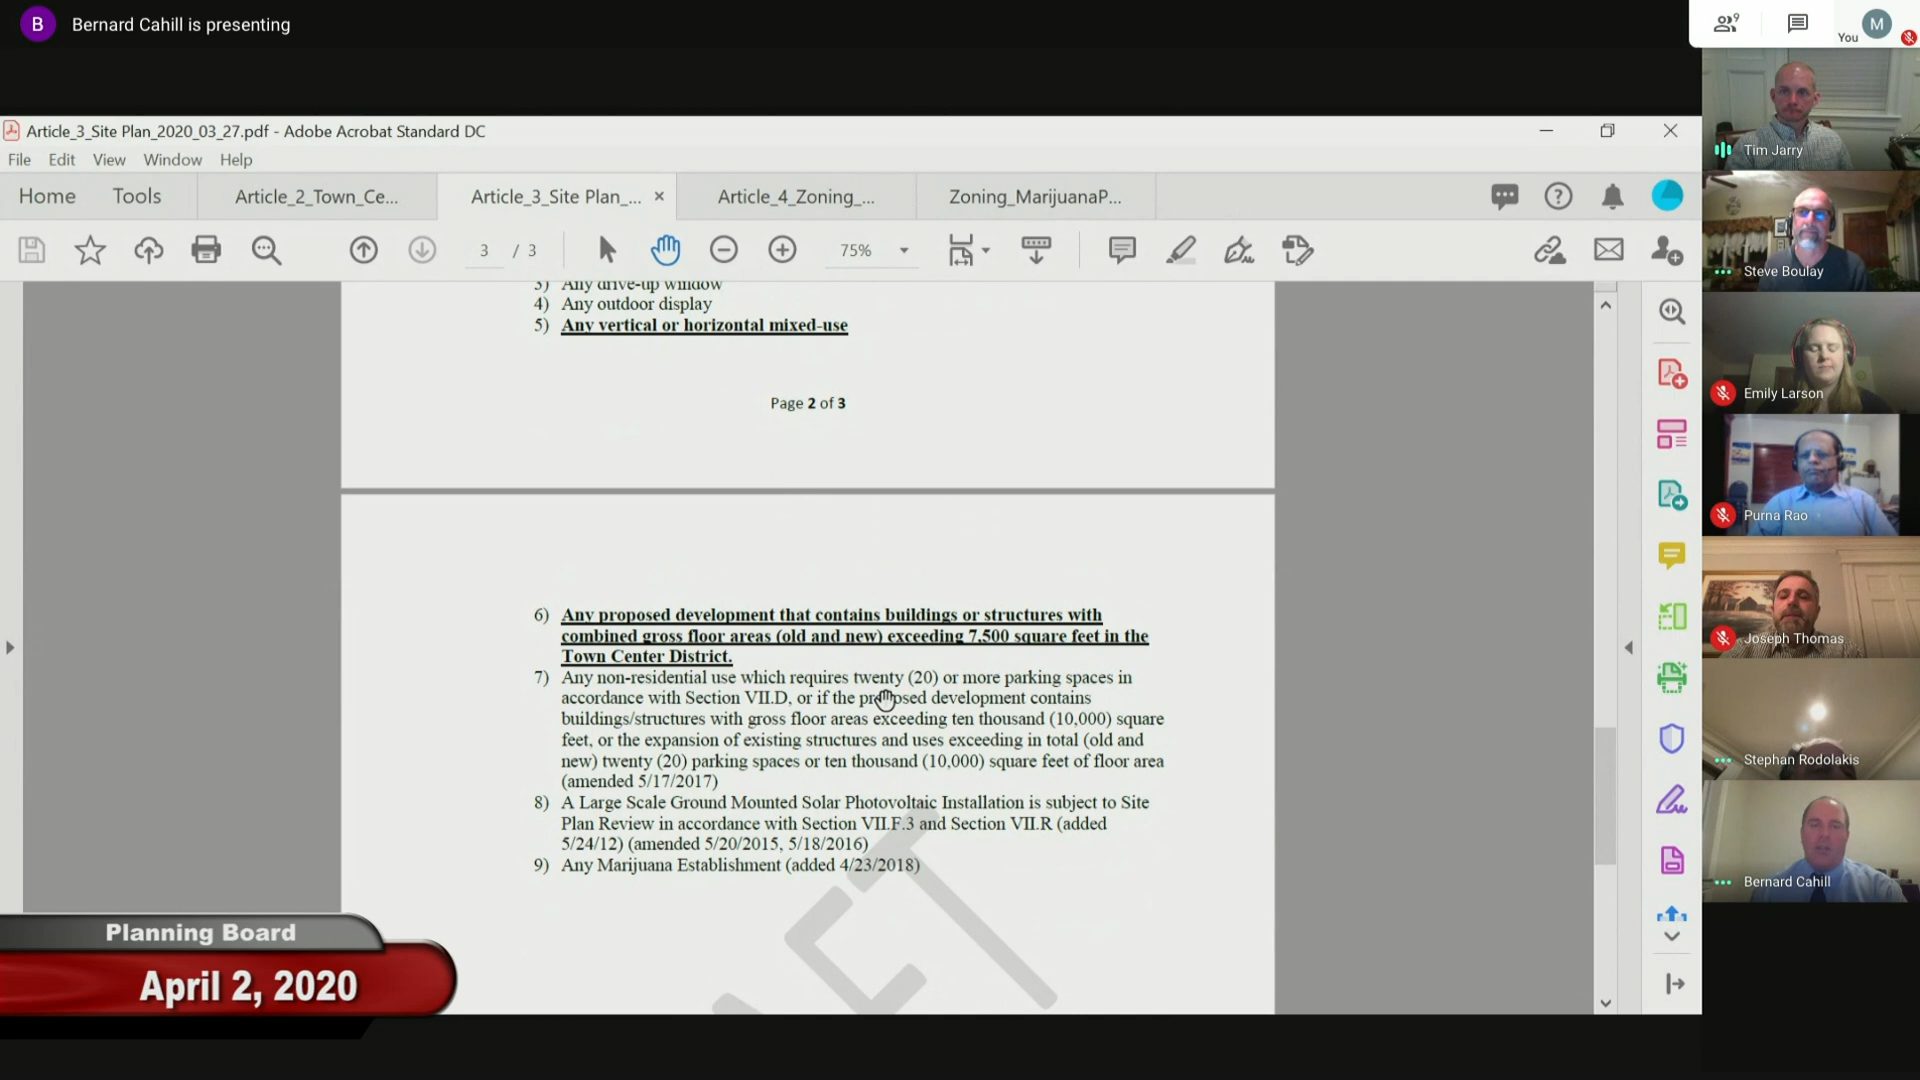 B Bernard Cahill is presenting
9
You M
Article_3_Site Plan_2020_03_27.pdf - Adobe Acrobat Standard DC
File Edit View Window Help
Home Tools Article_2_Town_Ce... Article_3_Site Plan_... × Article_4_Zoning_... Zoning_MarijuanaP...
3 / 3 75%
3) Any drive-up window
4) Any outdoor display
5) Any vertical or horizontal mixed-use
Page 2 of 3
6) Any proposed development that contains buildings or structures with
combined gross floor areas (old and new) exceeding 7,500 square feet in the
Town Center District.
7) Any non-residential use which requires twenty (20) or more parking spaces in
accordance with Section VII.D, or if the proposed development contains
buildings/structures with gross floor areas exceeding ten thousand (10,000) square
feet, or the expansion of existing structures and uses exceeding in total (old and
new) twenty (20) parking spaces or ten thousand (10,000) square feet of floor area
(amended 5/17/2017)
8) A Large Scale Ground Mounted Solar Photovoltaic Installation is subject to Site
Plan Review in accordance with Section VII.F.3 and Section VII.R (added
5/24/12) (amended 5/20/2015, 5/18/2016)
9) Any Marijuana Establishment (added 4/23/2018)
Planning Board
April 2, 2020
Tim Jarry
Steve Boulay
Emily Larson
Purna Rao
Joseph Thomas
Stephan Rodolakis
Bernard Cahill